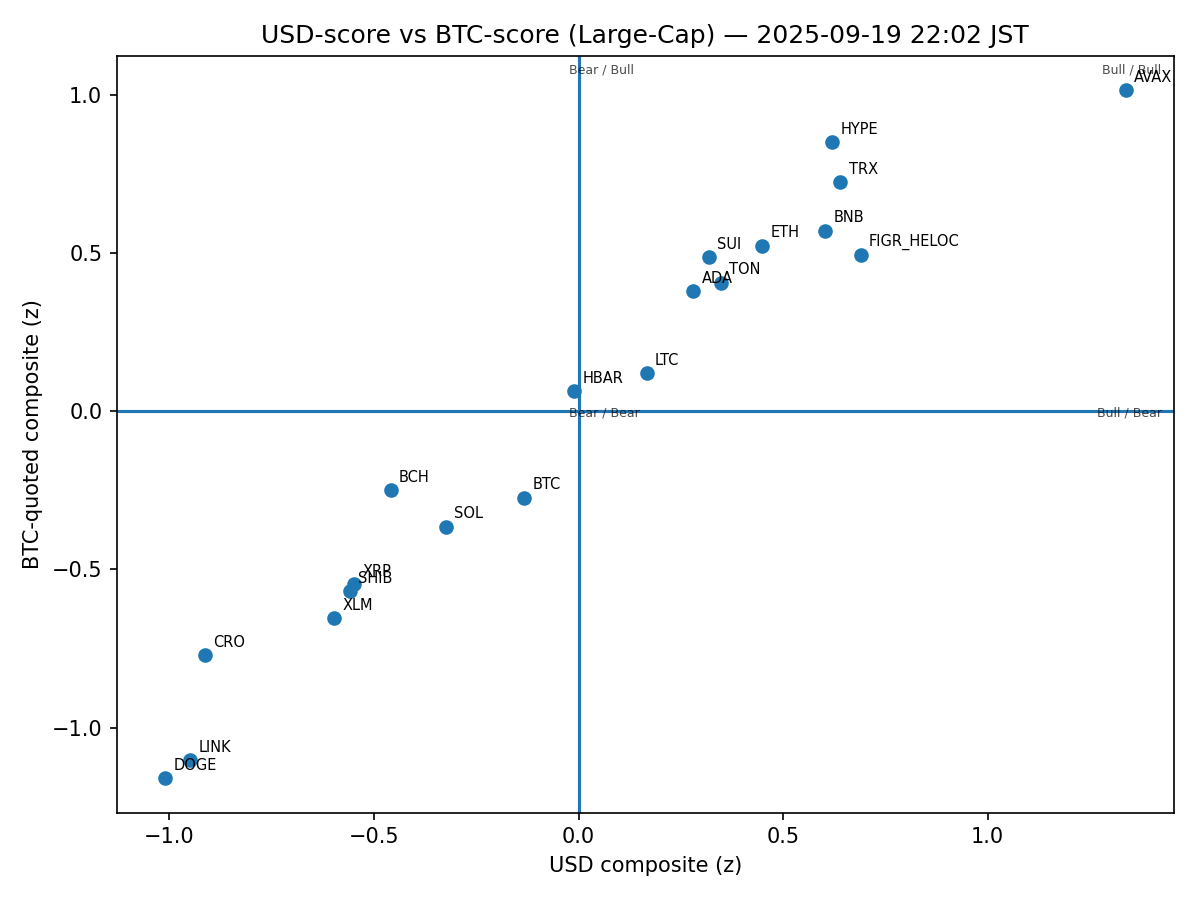 USD-score vs BTC-score (Large-Cap) — 2025-09-19 22:02 JST
Bear / Bull
Bull / Bull
AVAX
1.0
HYPE
TRX
BNB
ETH
FIGR_HELOC
SUI
0.5
TON
ADA
LTC
HBAR
0.0
Bear / Bear
Bull / Bear
BCH
BTC
SOL
−0.5
XRP
SHIB
XLM
CRO
−1.0
LINK
DOGE
−1.0
−0.5
0.0
0.5
1.0
USD composite (z)
BTC-quoted composite (z)